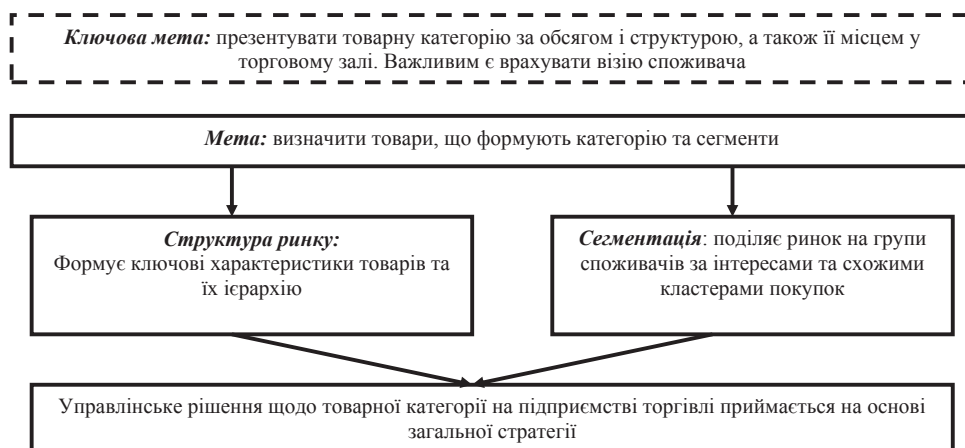 Ключова мета: презентувати товарну категорію за обсягом і структурою, а також її місцем у
торговому залі. Важливим є врахувати візію споживача
Мета: визначити товари, що формують категорію та сегменти
Структура ринку:
Формує ключові характеристики товарів та
їх ієрархію
Сегментація: поділяє ринок на групи
споживачів за інтересами та схожими
кластерами покупок
Управлінське рішення щодо товарної категорії на підприємстві торгівлі приймається на основі
загальної стратегії